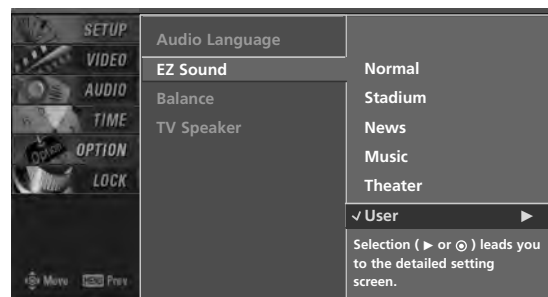 SETUP
VIDEO
AUDIO
TIME
OPTION
LOCK
Move MENU Prev
Audio Language
EZ Sound
Balance
TV Speaker
Normal
Stadium
News
Music
Theater
✓ User ▶
Selection ( ▶ or ◉ ) leads you
to the detailed setting
screen.